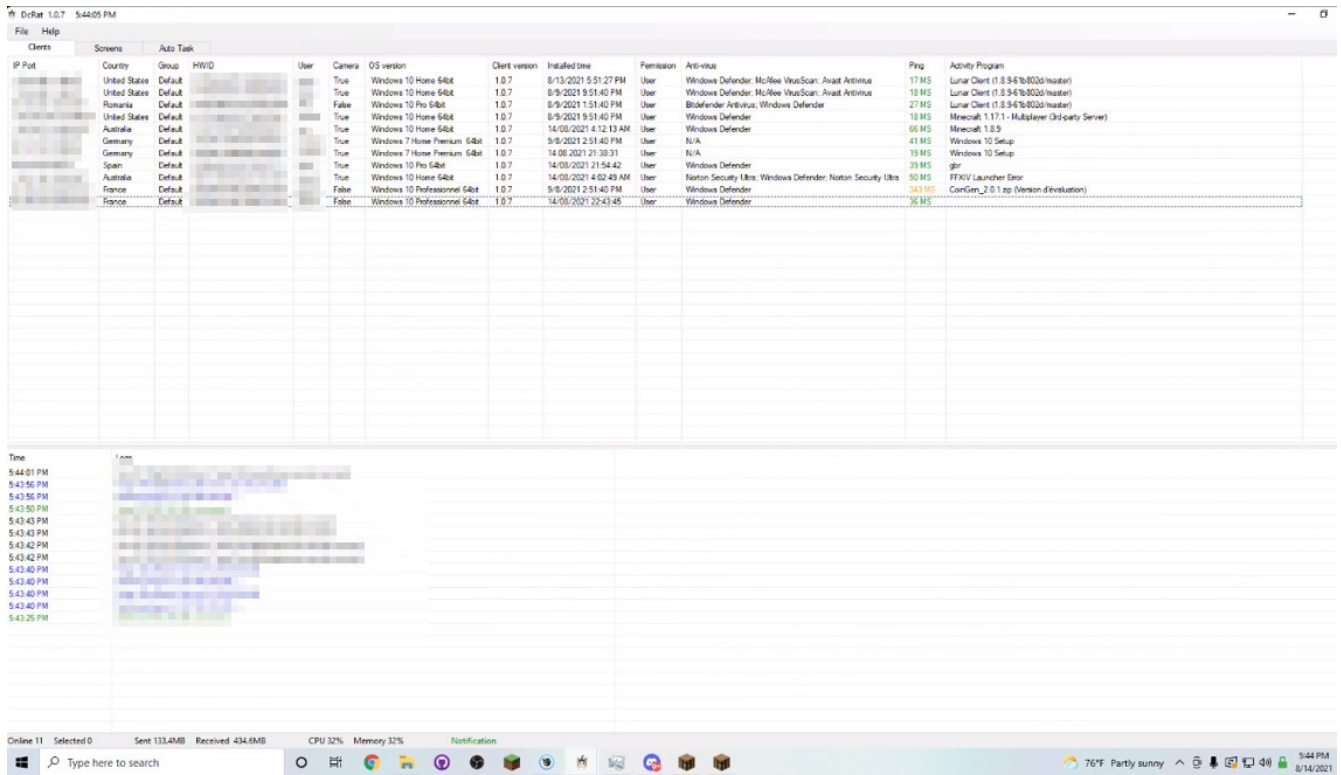 DcRat 1.0.7 5:44:05 PM
File Help
Clients Screens Auto Task
IP Port Country Group HWID User Camera OS version Client version Installed time Permission Anti-virus Ping Activity Program
United States Default True Windows 10 Home 64bit 1.0.7 8/13/2021 5:51:27 PM User Windows Defender; McAfee VirusScan; Avast Antivirus 17 MS Lunar Client (1.8.9-61b802d/master)
United States Default True Windows 10 Home 64bit 1.0.7 8/9/2021 9:51:40 PM User Windows Defender; McAfee VirusScan; Avast Antivirus 18 MS Lunar Client (1.8.9-61b802d/master)
Romania Default False Windows 10 Pro 64bit 1.0.7 8/9/2021 1:51:40 PM User Bitdefender Antivirus; Windows Defender 27 MS Lunar Client (1.8.9-61b802d/master)
United States Default True Windows 10 Home 64bit 1.0.7 8/9/2021 9:51:40 PM User Windows Defender 18 MS Minecraft 1.17.1 - Multiplayer (3rd-party Server)
Australia Default True Windows 10 Home 64bit 1.0.7 14/08/2021 4:12:13 AM User Windows Defender 66 MS Minecraft 1.8.9
Germany Default True Windows 7 Home Premium 64bit 1.0.7 9/8/2021 2:51:40 PM User N/A 41 MS Windows 10 Setup
Germany Default True Windows 7 Home Premium 64bit 1.0.7 14.08.2021 21:38:31 User N/A 19 MS Windows 10 Setup
Spain Default True Windows 10 Pro 64bit 1.0.7 14/08/2021 21:54:42 User Windows Defender 39 MS gbr
Australia Default True Windows 10 Home 64bit 1.0.7 14/08/2021 4:02:49 AM User Norton Security Ultra; Windows Defender; Norton Security Ultra 50 MS FFXIV Launcher Error
France Default False Windows 10 Professionnel 64bit 1.0.7 9/8/2021 2:51:40 PM User Windows Defender 343 MS CoinGen_2.0.1.zip (Version d'évaluation)
France Default False Windows 10 Professionnel 64bit 1.0.7 14/08/2021 22:43:45 User Windows Defender 36 MS
Time Logs
5:44:01 PM
5:43:56 PM
5:43:56 PM
5:43:50 PM
5:43:43 PM
5:43:43 PM
5:43:42 PM
5:43:42 PM
5:43:40 PM
5:43:40 PM
5:43:40 PM
5:43:40 PM
5:43:25 PM
Online 11 Selected 0 Sent 133.4MB Received 434.6MB CPU 32% Memory 32% Notification
Type here to search 76°F Partly sunny 5:44 PM
8/14/2021